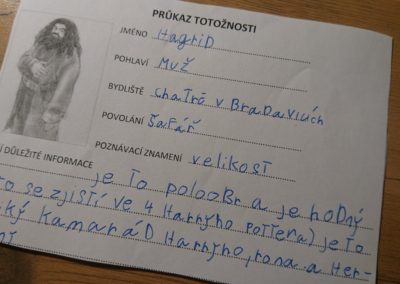 PRŮKAZ TOTOŽNOSTI
JMÉNO Hagrid
POHLAVÍ muž
BYDLIŠTĚ chatrč v Bradavicích
POVOLÁNÍ šafář
POZNÁVACÍ ZNAMENÍ velikost
DŮLEŽITÉ INFORMACE
je to poloobr a je hodný
to se zjistí ve 4 Harryho Pottera) je to
ký kamarád Harryho, rona a Her-